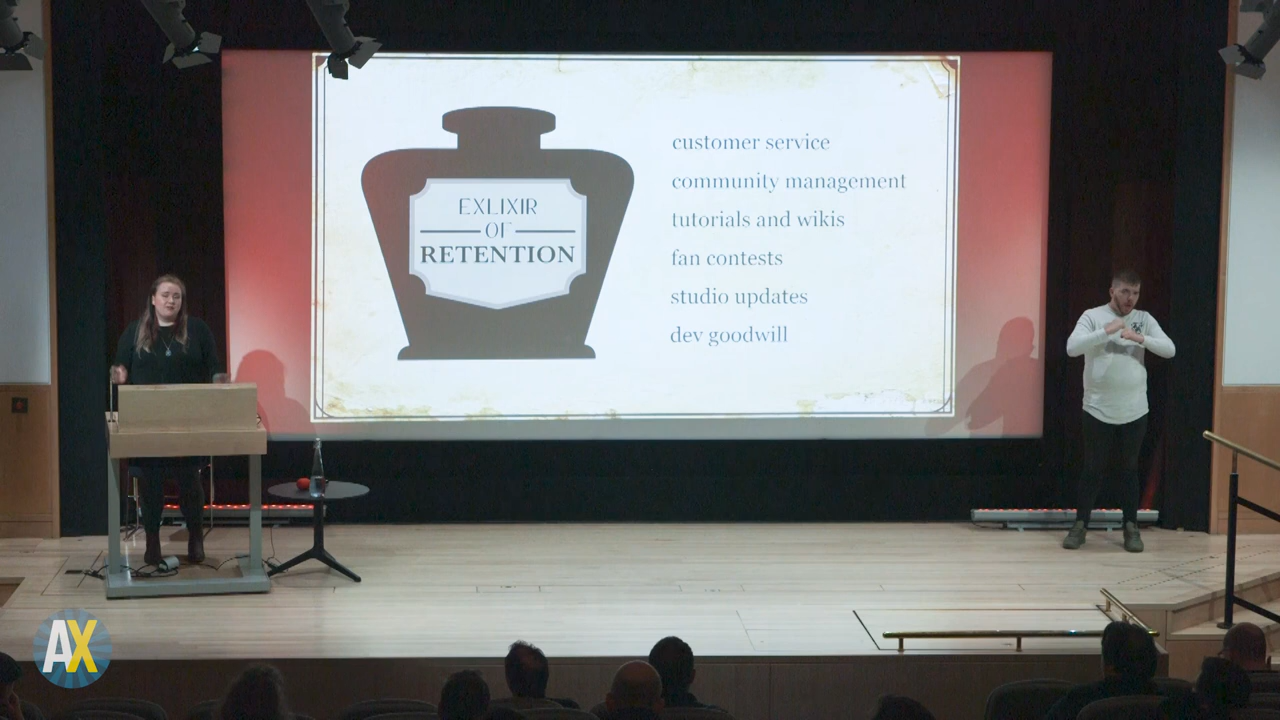 EXLIXIR
OF
RETENTION
customer service
community management
tutorials and wikis
fan contests
studio updates
dev goodwill
AX